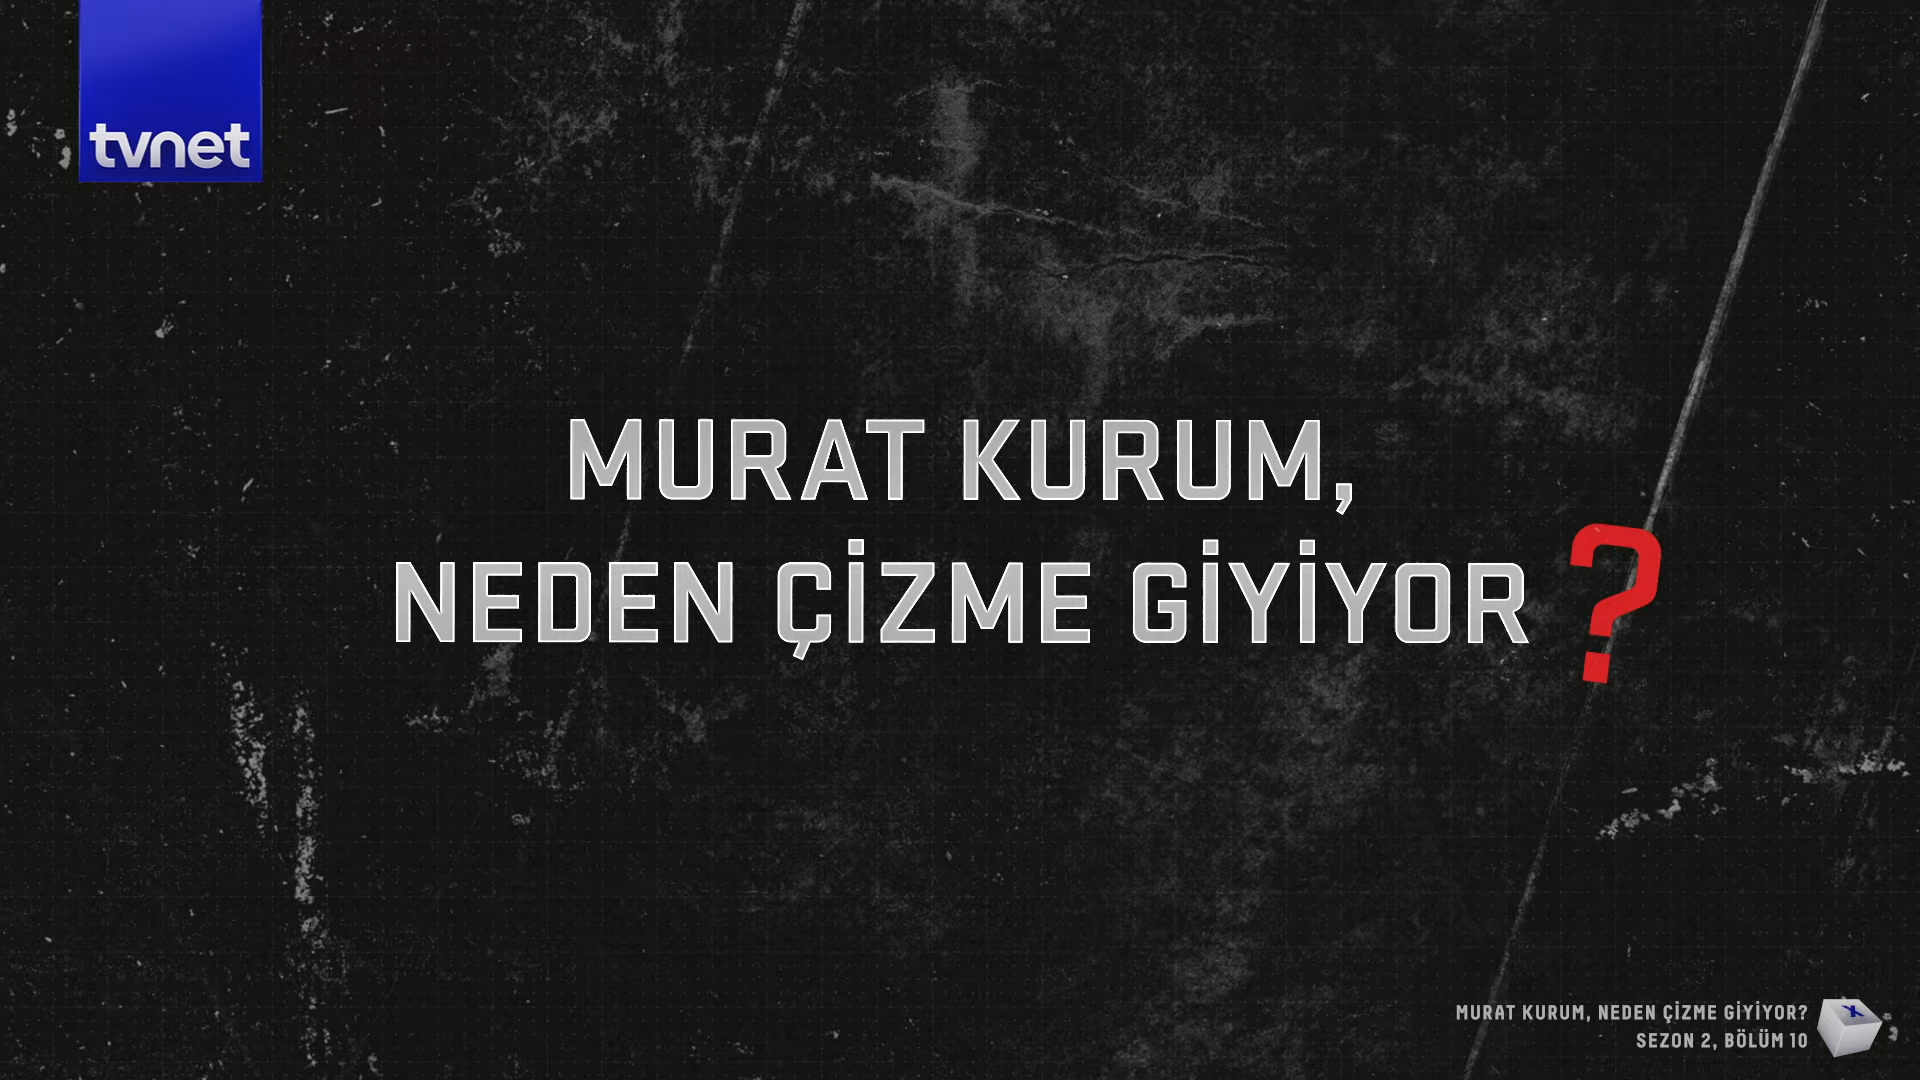 tvnet
MURAT KURUM,
NEDEN ÇİZME GİYİYOR?
MURAT KURUM, NEDEN ÇİZME GİYİYOR?
SEZON 2, BÖLÜM 10